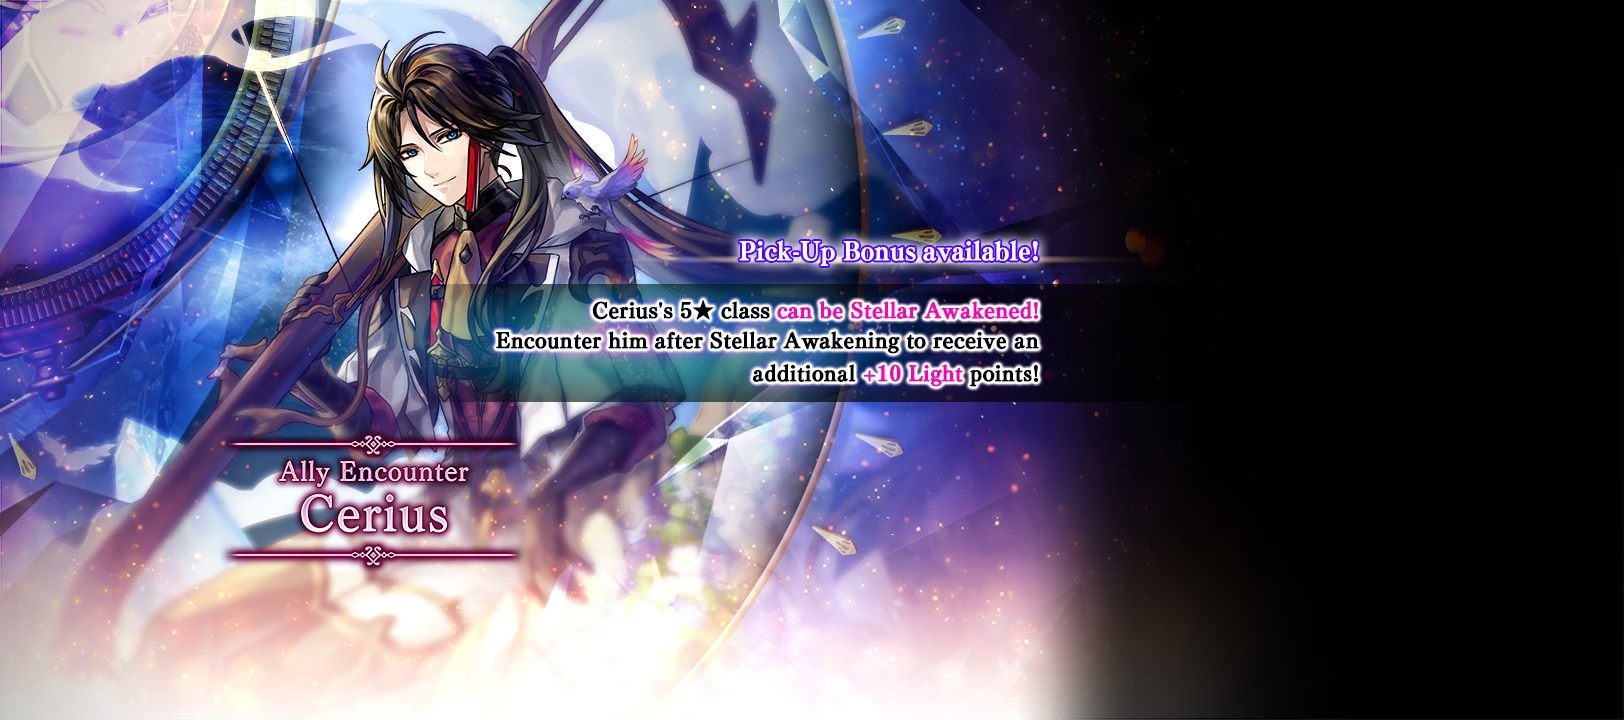 Pick-Up Bonus available!
Cerius's 5★ class can be Stellar Awakened!
Encounter him after Stellar Awakening to receive an
additional +10 Light points!
Ally Encounter
Cerius